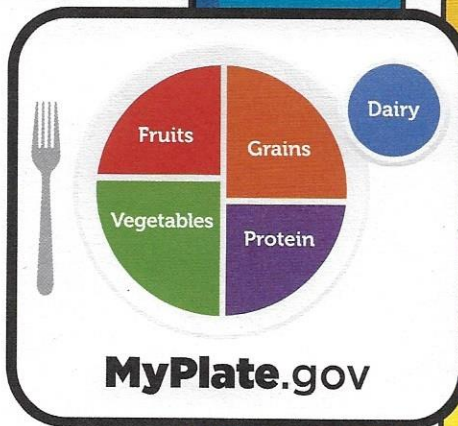 Dairy
Fruits
Grains
Vegetables
Protein
MyPlate.gov